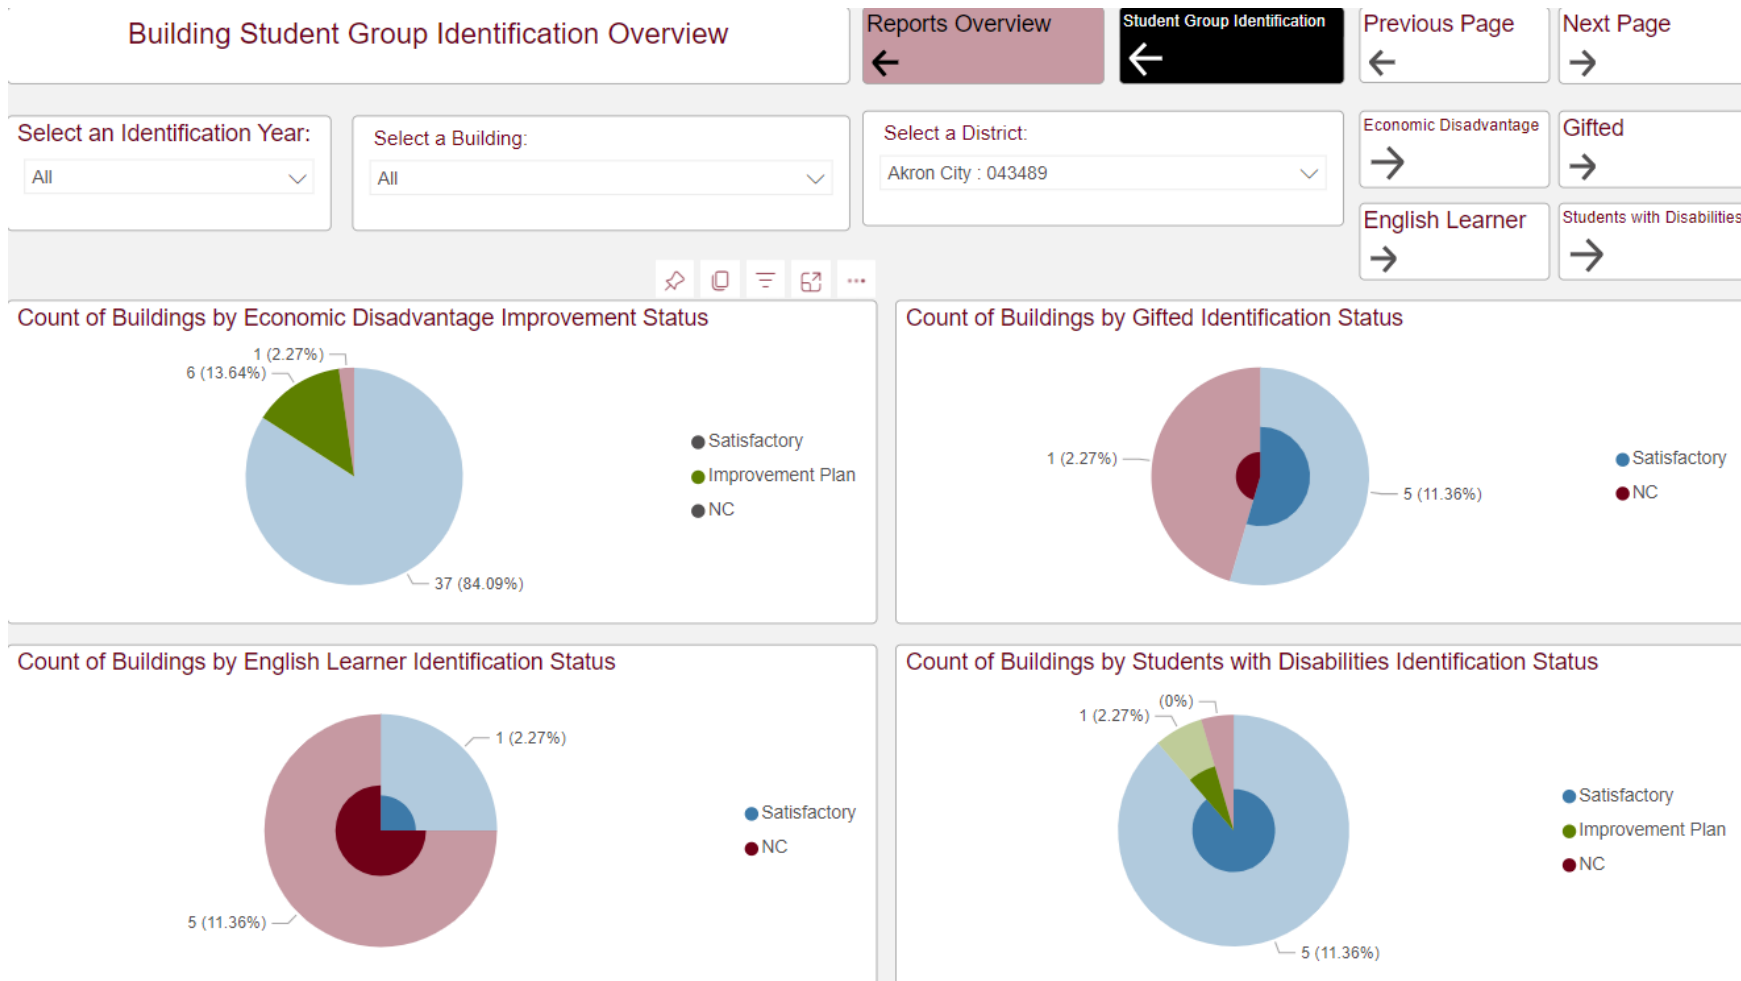 Building Student Group Identification Overview
Reports Overview
Student Group Identification
Previous Page
Next Page
Select an Identification Year:
All
Select a Building:
All
Select a District:
Akron City : 043489
Economic Disadvantage
Gifted
English Learner
Students with Disabilities
Count of Buildings by Economic Disadvantage Improvement Status
1 (2.27%)
6 (13.64%)
37 (84.09%)
Satisfactory
Improvement Plan
NC
Count of Buildings by Gifted Identification Status
1 (2.27%)
5 (11.36%)
Satisfactory
NC
Count of Buildings by English Learner Identification Status
1 (2.27%)
5 (11.36%)
Satisfactory
NC
Count of Buildings by Students with Disabilities Identification Status
(0%)
1 (2.27%)
5 (11.36%)
Satisfactory
Improvement Plan
NC